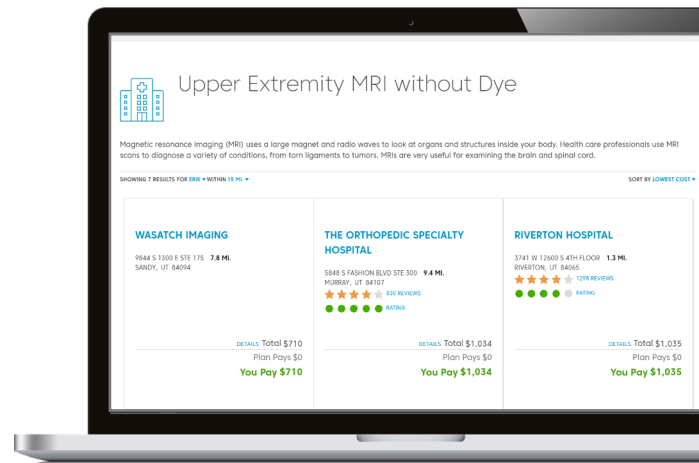 Upper Extremity MRI without Dye
Magnetic resonance imaging (MRI) uses a large magnet and radio waves to look at organs and structures inside your body. Health care professionals use MRI
scans to diagnose a variety of conditions, from torn ligaments to tumors. MRIs are very useful for examining the brain and spinal cord.
SHOWING 7 RESULTS FOR ERRI WITHIN 15 MI.
SORT BY LOWEST COST
WASATCH IMAGING
9844 S 1300 E STE 175 7.8 MI.
SANDY, UT 84094
DETAILS Total $710
Plan Pays $0
You Pay $710
THE ORTHOPEDIC SPECIALTY
HOSPITAL
5848 S FASHION BLVD STE 300 9.4 MI.
MURRAY, UT 84107
830 REVIEWS
RATING
DETAILS Total $1,034
Plan Pays $0
You Pay $1,034
RIVERTON HOSPITAL
3741 W 12600 S 4TH FLOOR 1.3 MI.
RIVERTON, UT 84065
1296 REVIEWS
RATING
DETAILS Total $1,035
Plan Pays $0
You Pay $1,035